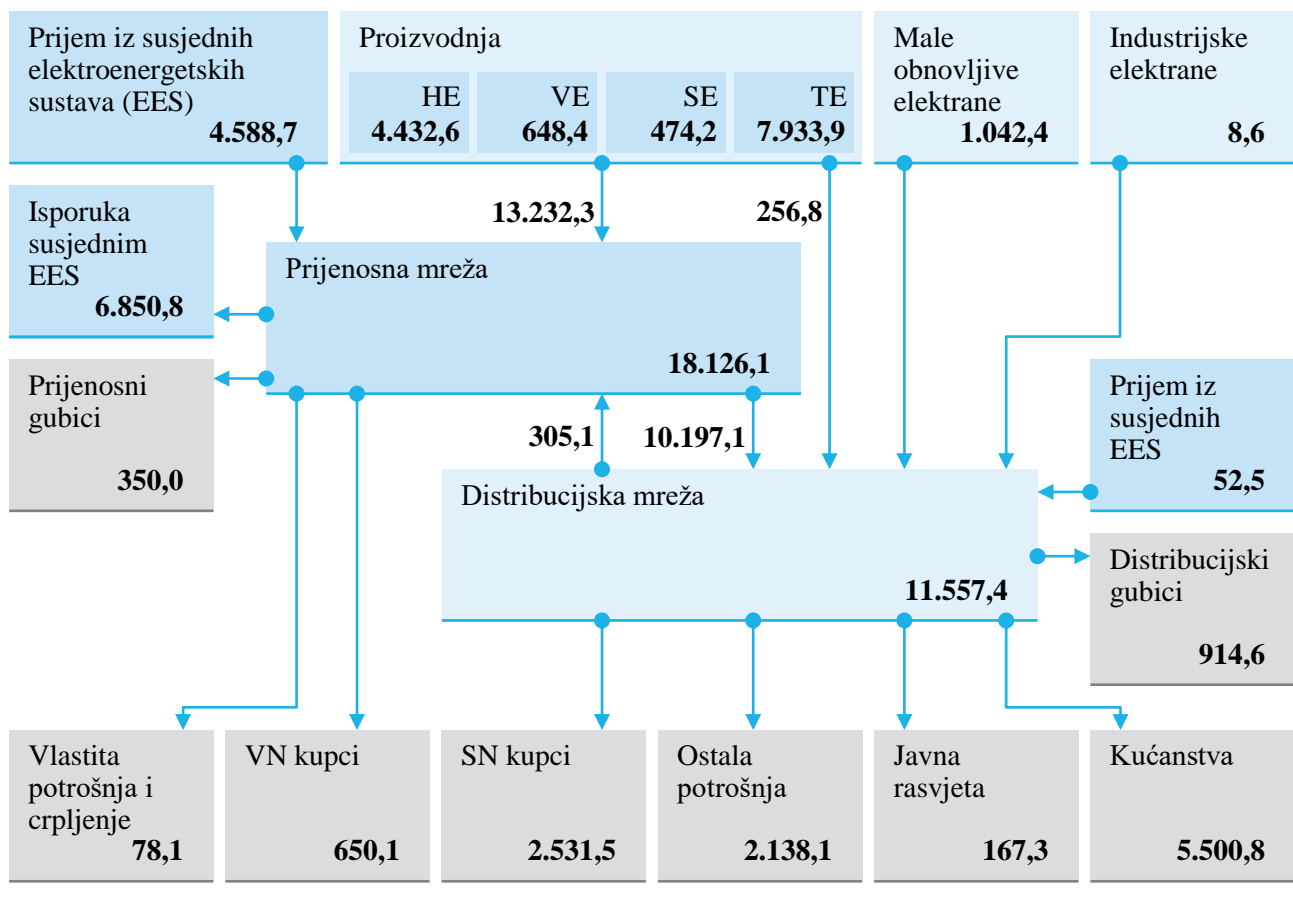 Prijem iz susjednih
elektroenergetskih
sustava (EES)
4.588,7
Proizvodnja
HE
4.432,6
VE
648,4
SE
474,2
TE
7.933,9
Male
obnovljive
elektrane
1.042,4
Industrijske
elektrane
8,6
Isporuka
susjednim
EES
6.850,8
13.232,3
256,8
Prijenosna mreža
18.126,1
Prijenosni
gubici
350,0
305,1
10.197,1
Prijem iz
susjednih
EES
52,5
Distribucijska mreža
11.557,4
Distribucijski
gubici
914,6
Vlastita
potrošnja i
crpljenje
78,1
VN kupci
650,1
SN kupci
2.531,5
Ostala
potrošnja
2.138,1
Javna
rasvjeta
167,3
Kućanstva
5.500,8